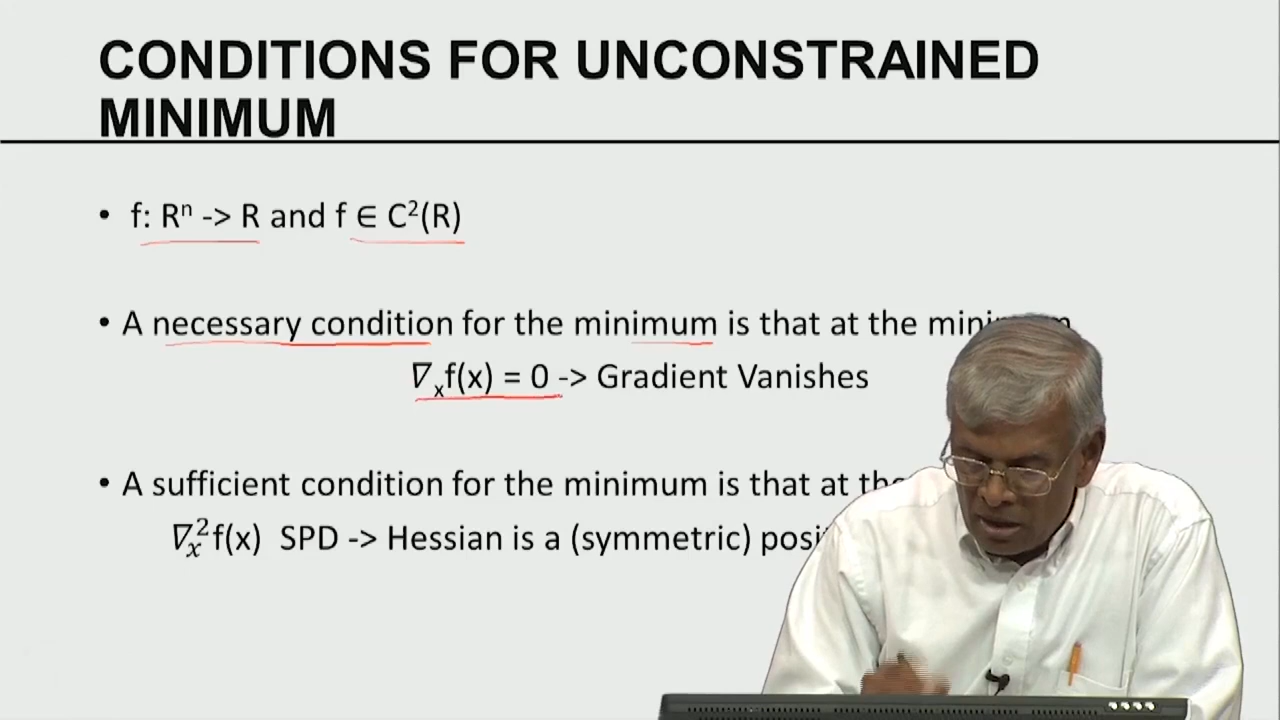 CONDITIONS FOR UNCONSTRAINED
MINIMUM
• f: Rⁿ -> R and f ∈ C²(R)
• A necessary condition for the minimum is that at the
∇ₓf(x) = 0 -> Gradient Vanishes
• A sufficient condition for the minimum is that at
∇ₓ²f(x) SPD -> Hessian is a (symmetric)